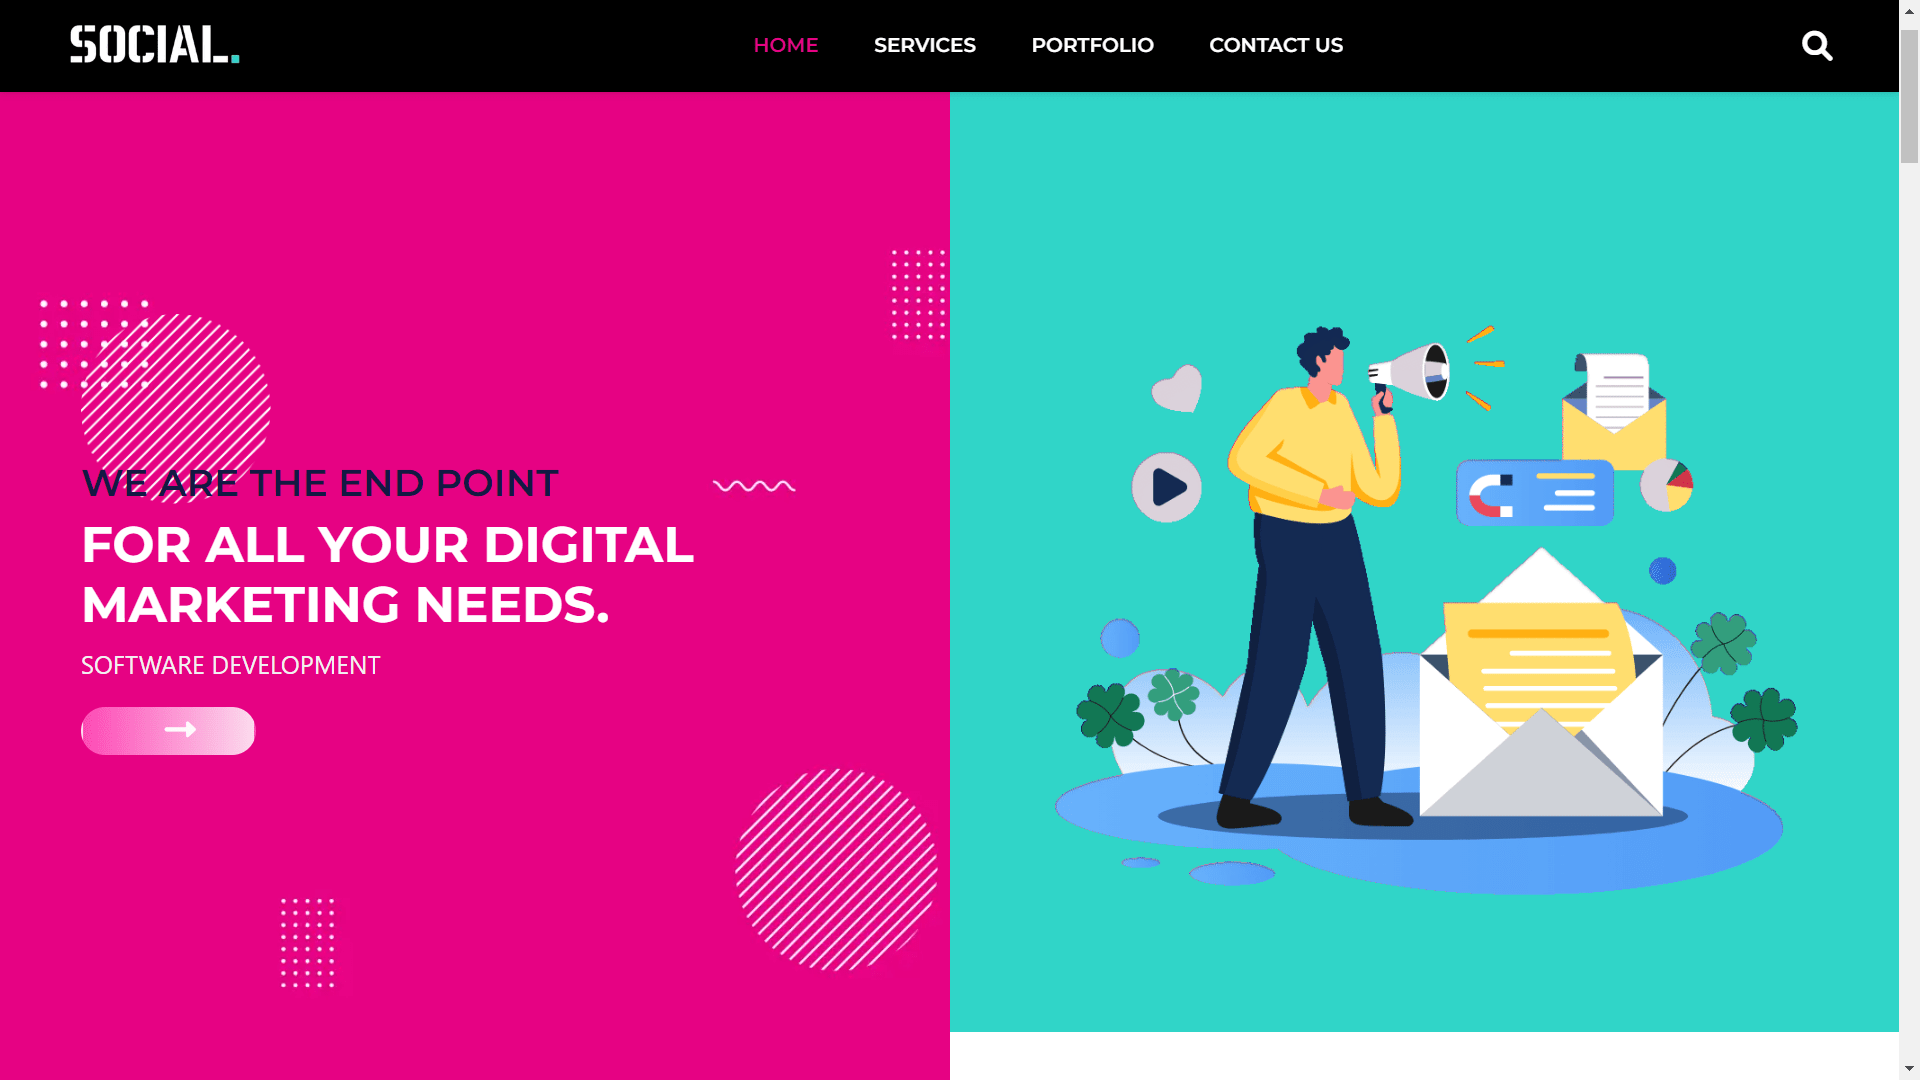 SOCIAL.
HOME SERVICES PORTFOLIO CONTACT US
WE ARE THE END POINT
FOR ALL YOUR DIGITAL
MARKETING NEEDS.
SOFTWARE DEVELOPMENT